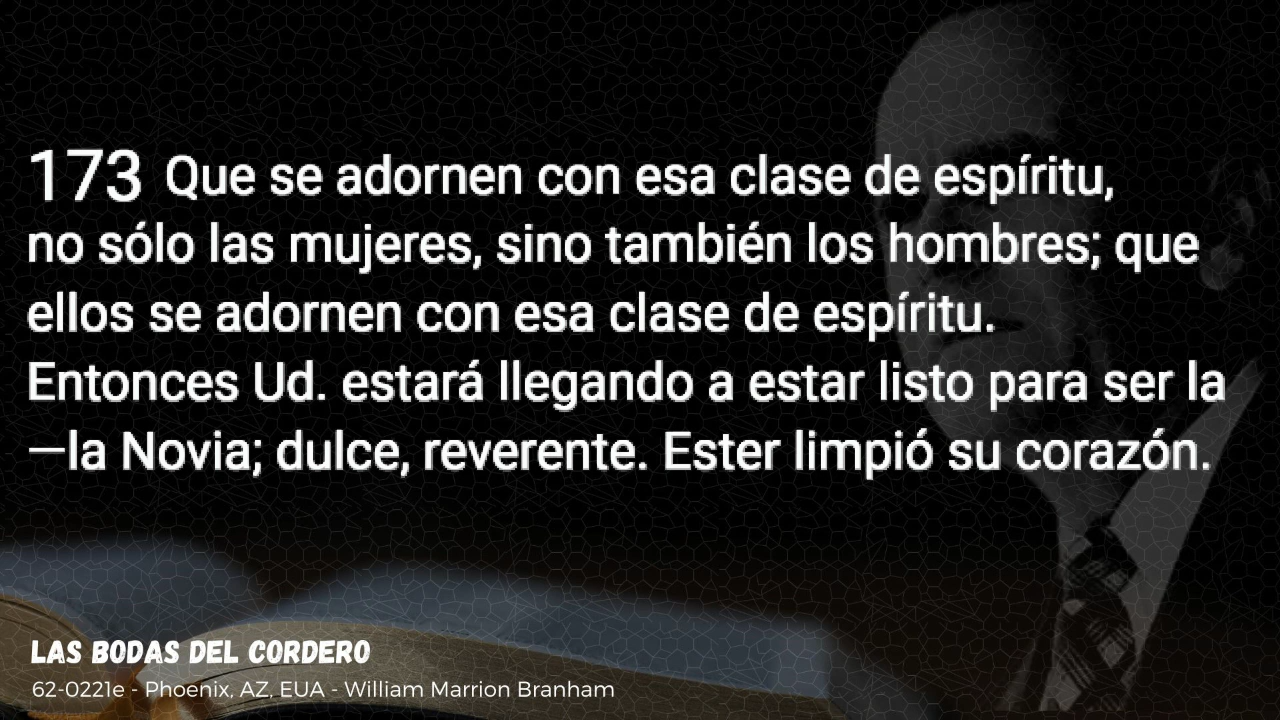 173 Que se adornen con esa clase de espíritu,
no sólo las mujeres, sino también los hombres; que
ellos se adornen con esa clase de espíritu.
Entonces Ud. estará llegando a estar listo para ser la
—la Novia; dulce, reverente. Ester limpió su corazón.
LAS BODAS DEL CORDERO
62-0221e - Phoenix, AZ, EUA - William Marrion Branham